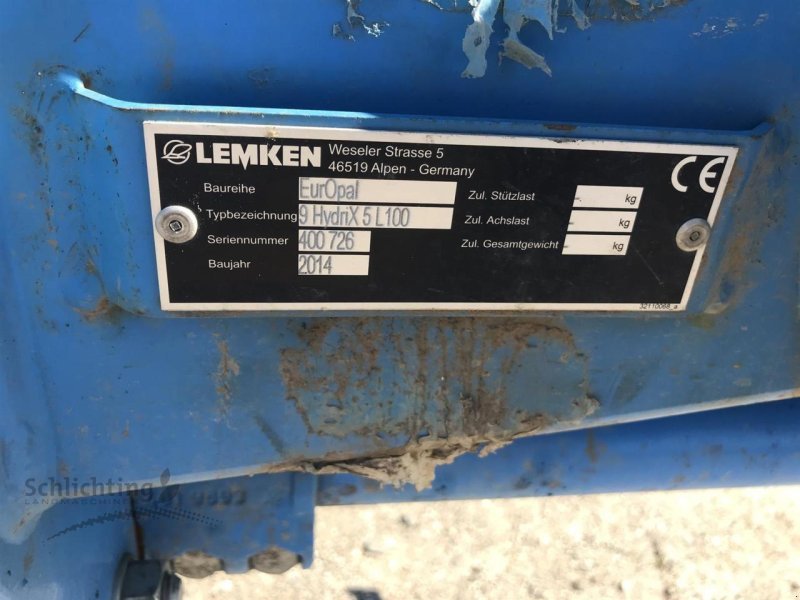 LEMKEN Weseler Strasse 5
46519 Alpen - Germany
CE
Baureihe EurOpal
Typbezeichnung 9 HydriX 5 L100
Seriennummer 400 726
Baujahr 2014
Zul. Stützlast - kg
Zul. Achslast - kg
Zul. Gesamtgewicht - kg
32110068_a
Schlichting